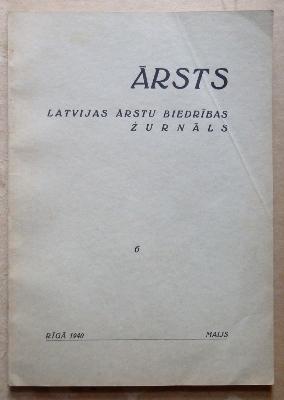 ĀRSTS
LATVIJAS ĀRSTU BIEDRĪBAS
ŽURNĀLS
6
RĪGĀ 1940 MAIJS